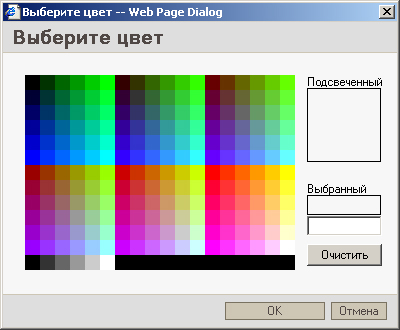 Выберите цвет -- Web Page Dialog
Выберите цвет
Подсвеченный
Выбранный
Очистить
OK
Отмена